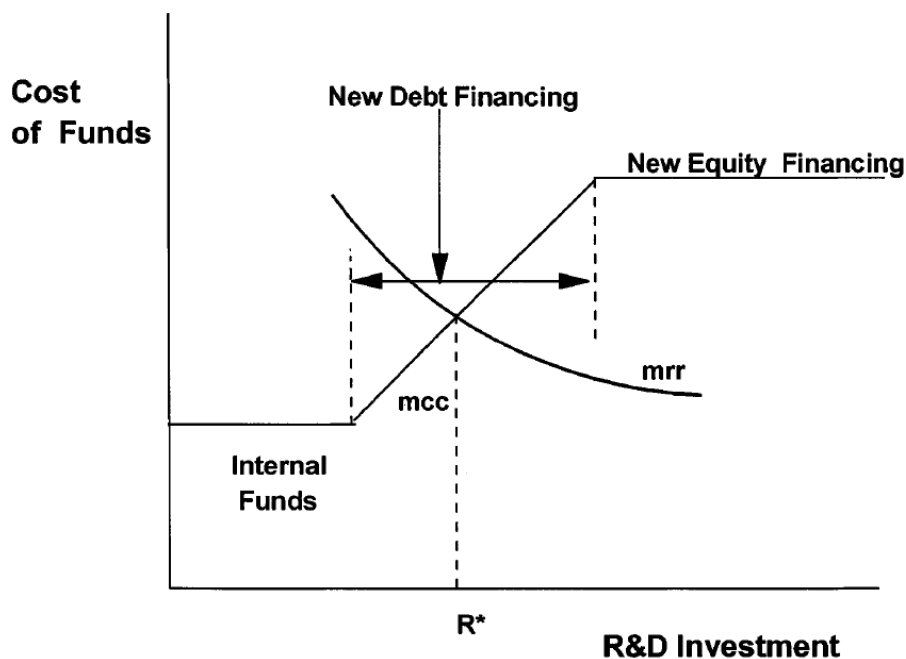 Cost
of Funds
New Debt Financing
New Equity Financing
mrr
mcc
Internal
Funds
R*
R&D Investment